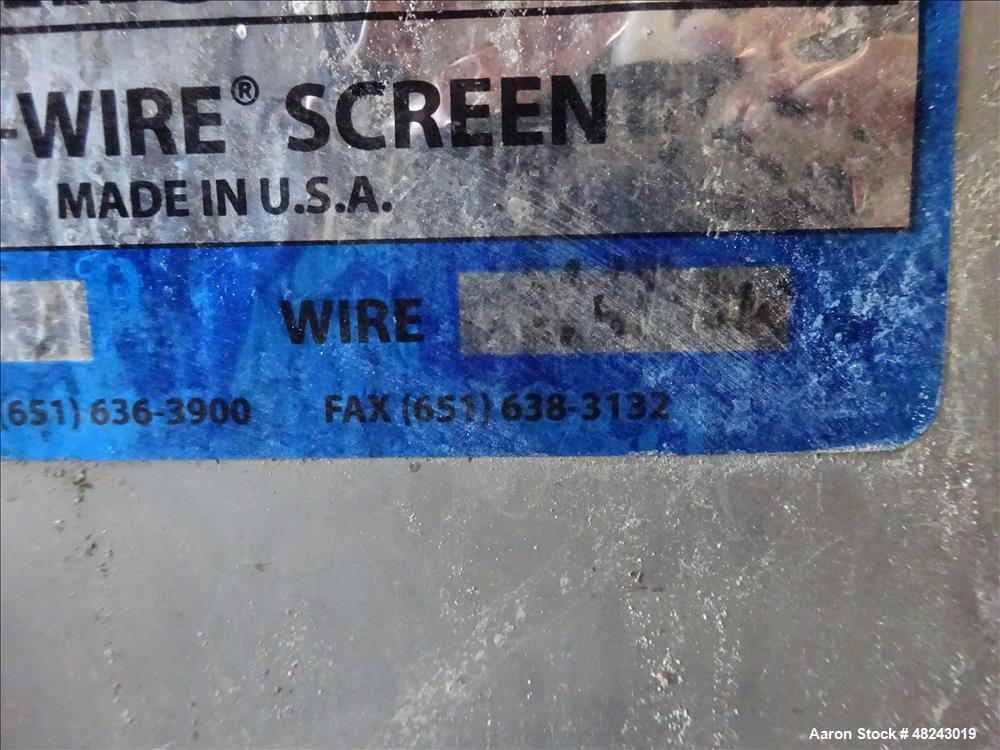 -WIRE® SCREEN
MADE IN U.S.A.
WIRE
(651) 636-3900 FAX (651) 638-3132
Aaron Stock # 48243019